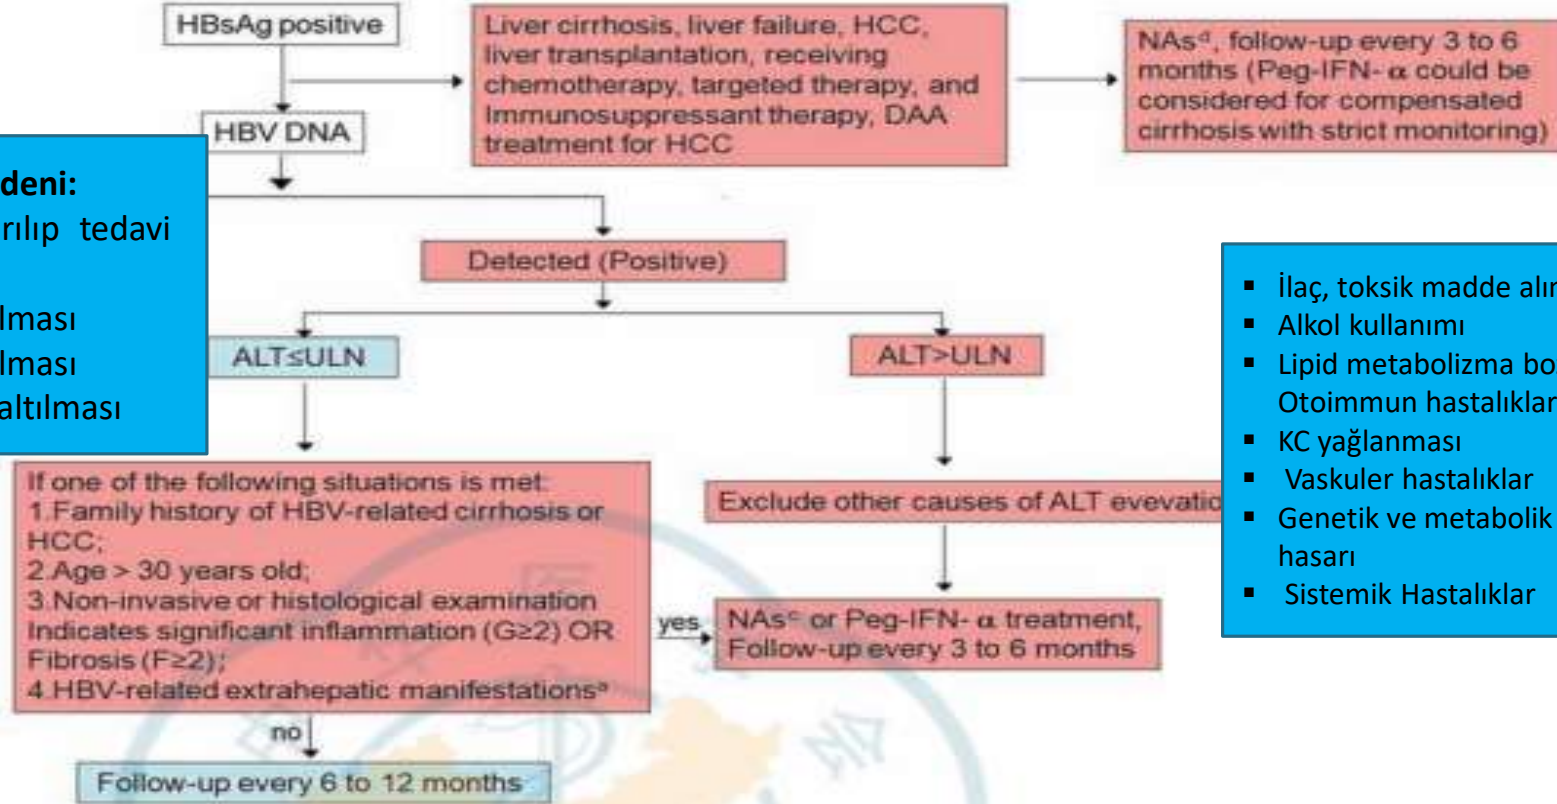 HBsAg positive
Liver cirrhosis, liver failure, HCC,
liver transplantation, receiving
chemotherapy, targeted therapy, and
Immunosuppressant therapy, DAA
treatment for HCC
NAsᵈ, follow-up every 3 to 6
months (Peg-IFN- α could be
considered for compensated
cirrhosis with strict monitoring)
HBV DNA
deni:
rılıp tedavi
lması
lması
altılması
Detected (Positive)
ALT≤ULN
ALT>ULN
▪ İlaç, toksik madde alır
▪ Alkol kullanımı
▪ Lipid metabolizma bo
Otoimmun hastalıklar
▪ KC yağlanması
▪ Vaskuler hastalıklar
▪ Genetik ve metabolik
hasarı
▪ Sistemik Hastalıklar
If one of the following situations is met:
1.Family history of HBV-related cirrhosis or
HCC;
2.Age > 30 years old;
3.Non-invasive or histological examination
Indicates significant inflammation (G≥2) OR
Fibrosis (F≥2);
4.HBV-related extrahepatic manifestationsᵃ
Exclude other causes of ALT evevatio
yes
NAsᶜ or Peg-IFN- α treatment,
Follow-up every 3 to 6 months
no
Follow-up every 6 to 12 months